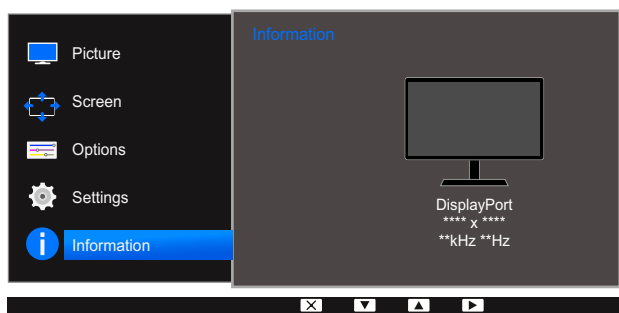 Picture
Screen
Options
Settings
Information
Information
DisplayPort
**** x ****
**kHz **Hz